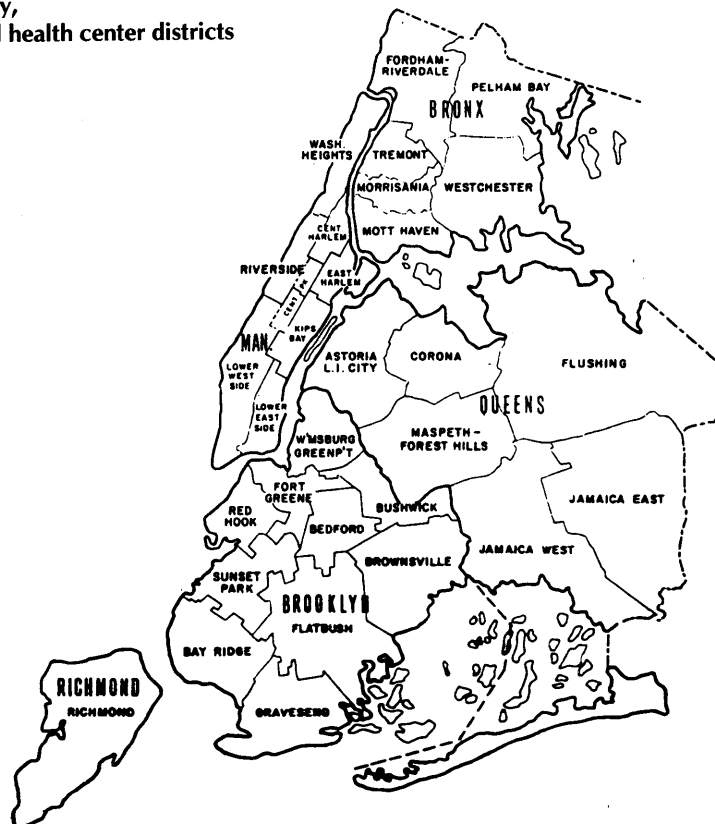 y,
l health center districts
FORDHAM-
RIVERDALE
PELHAM BAY
BRONX
WASH.
HEIGHTS
TREMONT
MORRISANIA
WESTCHESTER
CENT
HARLEM
MOTT HAVEN
RIVERSIDE
EAST
HARLEM
CENT PK
KIPS
BAY
MAN.
LOWER
WEST
SIDE
ASTORIA
L.I. CITY
CORONA
FLUSHING
LOWER
EAST
SIDE
QUEENS
W'MSBURG
GREENP'T
MASPETH-
FOREST HILLS
FORT
GREENE
RED
HOOK
BUSHWICK
JAMAICA EAST
BEDFORD
JAMAICA WEST
BROWNSVILLE
SUNSET
PARK
BROOKLYN
FLATBUSH
BAY RIDGE
RICHMOND
RICHMOND
GRAVESEND